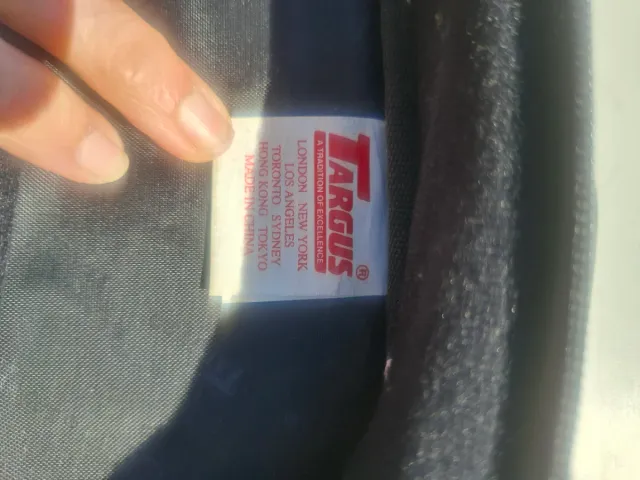 TARGUS®
A TRADITION OF EXCELLENCE
LONDON NEW YORK
LOS ANGELES
TORONTO SYDNEY
HONG KONG TOKYO
MADE IN CHINA